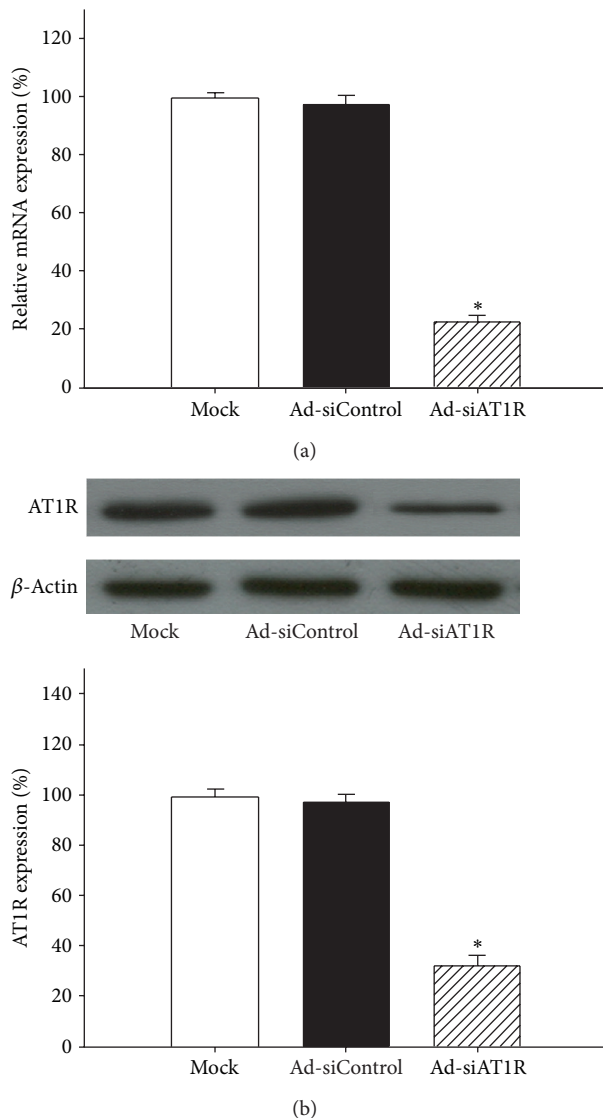 Relative mRNA expression (%)
120
100
80
60
40
20
0
*
Mock Ad-siControl Ad-siAT1R
(a)
AT1R
β-Actin
Mock Ad-siControl Ad-siAT1R
AT1R expression (%)
140
120
100
80
60
40
20
0
*
Mock Ad-siControl Ad-siAT1R
(b)